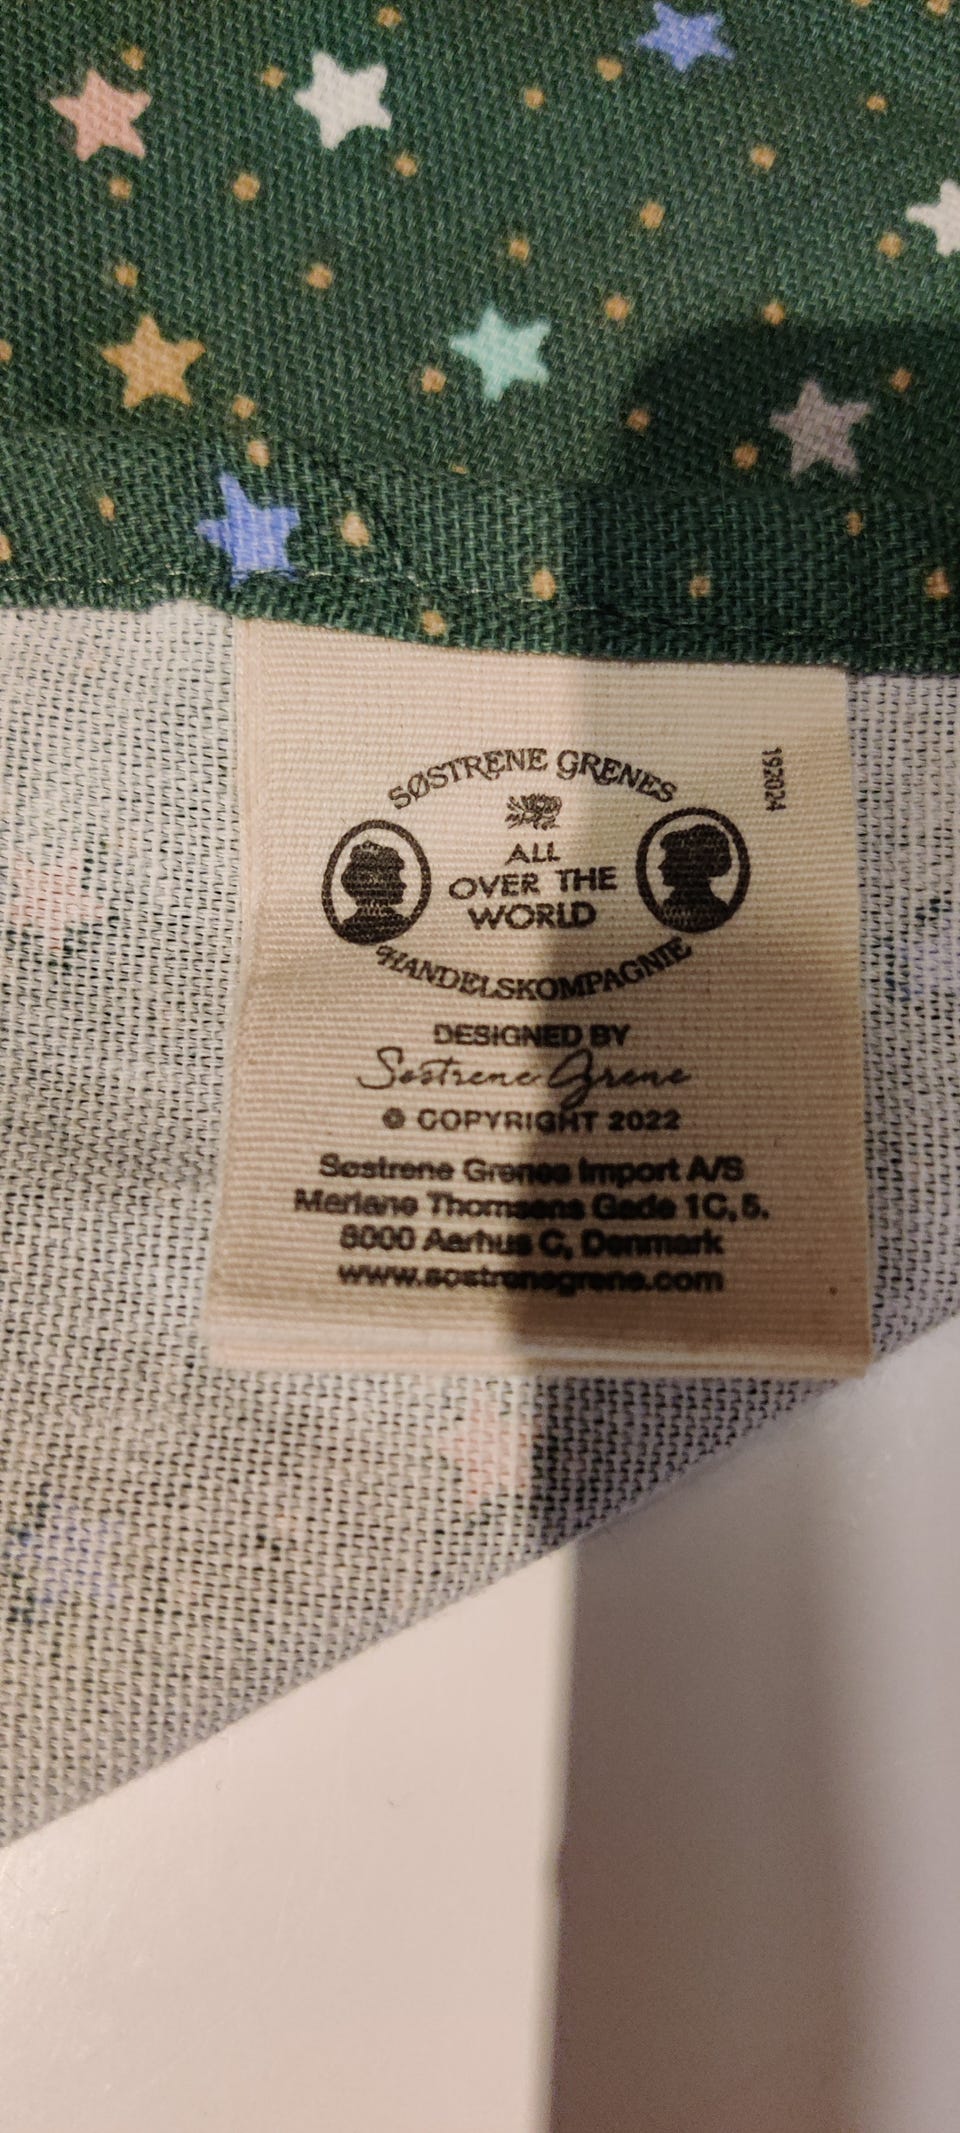 SØSTRENE GRENES
192024
ALL
OVER THE
WORLD
HANDELSKOMPAGNIE
DESIGNED BY
Søstrene Grene
© COPYRIGHT 2022
Søstrene Grenes Import A/S
Mariane Thomsens Gade 1C, 5.
8000 Aarhus C, Denmark
www.sostrenegrene.com